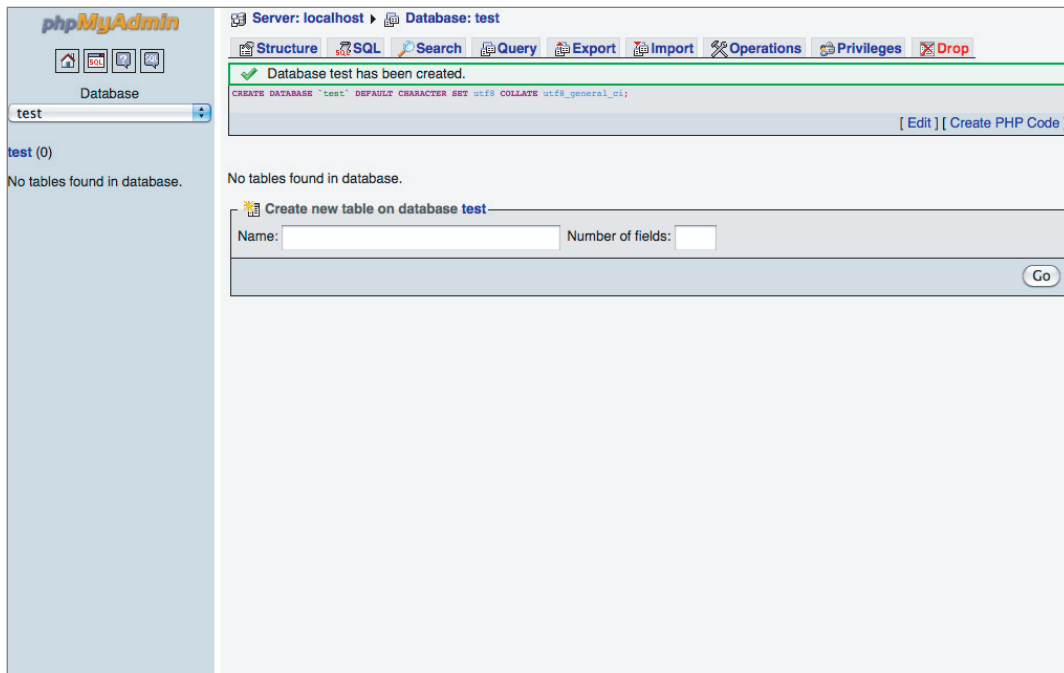 phpMyAdmin
SQL
Database
test
test (0)
No tables found in database.
Server: localhost ▸ Database: test
Structure SQL Search Query Export Import Operations Privileges Drop
Database test has been created.
CREATE DATABASE `test` DEFAULT CHARACTER SET utf8 COLLATE utf8_general_ci;
[ Edit ] [ Create PHP Code ]
No tables found in database.
Create new table on database test
Name: Number of fields:
Go